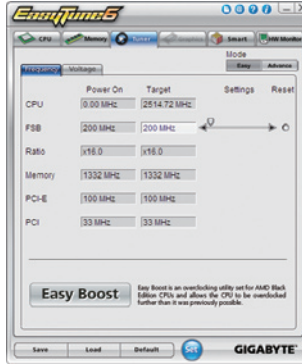 EasyTune6
CPU Memory Tuner Graphics Smart HW Monitor
Mode
Easy Advance
Frequency Voltage
Power On Target Settings Reset
CPU 0.00 MHz 2514.72 MHz
FSB 200 MHz 200 MHz
Ratio x16.0 x16.0
Memory 1332 MHz 1332 MHz
PCI-E 100 MHz 100 MHz
PCI 33 MHz 33 MHz
Easy Boost
Easy Boost is an overclocking utility set for AMD Black
Edition CPUs and allows the CPU to be overclocked
further than it was previously possible.
Save Load Default Set GIGABYTE